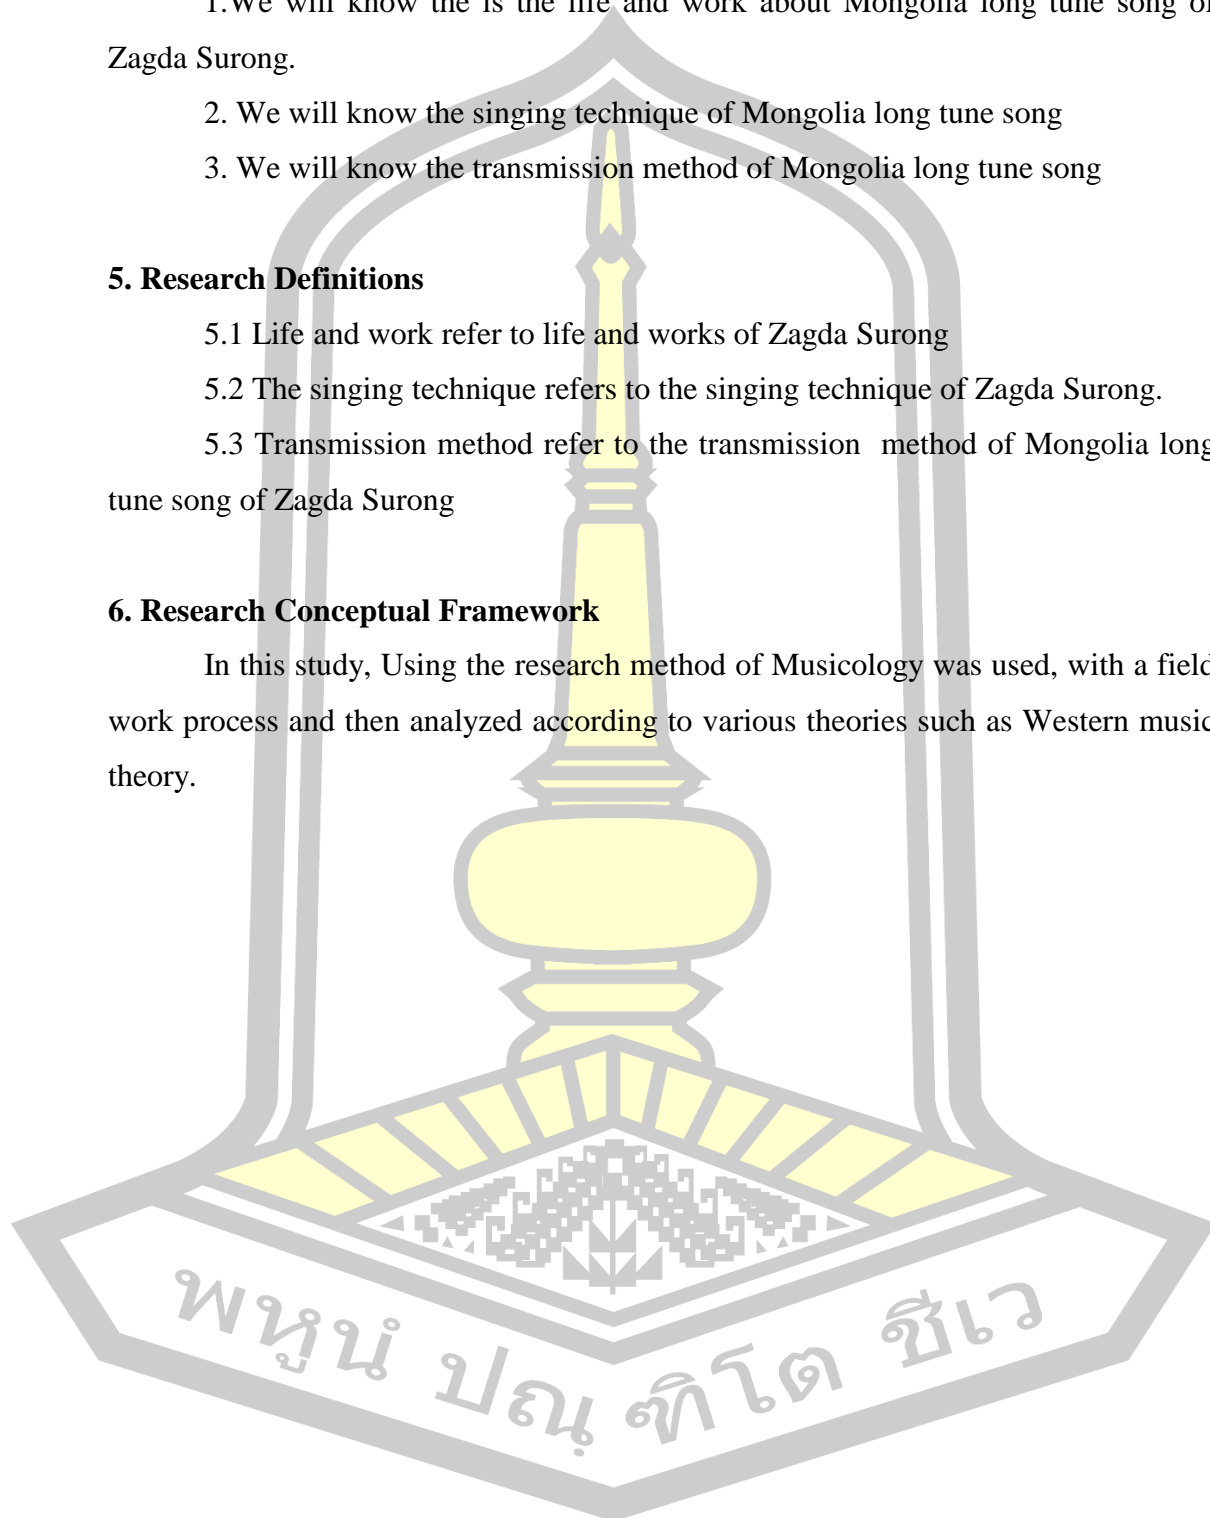 1.We will know the is the life and work about Mongolia long tune song of
Zagda Surong.
2. We will know the singing technique of Mongolia long tune song
3. We will know the transmission method of Mongolia long tune song
5. Research Definitions
5.1 Life and work refer to life and works of Zagda Surong
5.2 The singing technique refers to the singing technique of Zagda Surong.
5.3 Transmission method refer to the transmission method of Mongolia long
tune song of Zagda Surong
6. Research Conceptual Framework
In this study, Using the research method of Musicology was used, with a field
work process and then analyzed according to various theories such as Western music
theory.
พหูนํ ปณฺฑิโต ชีเว